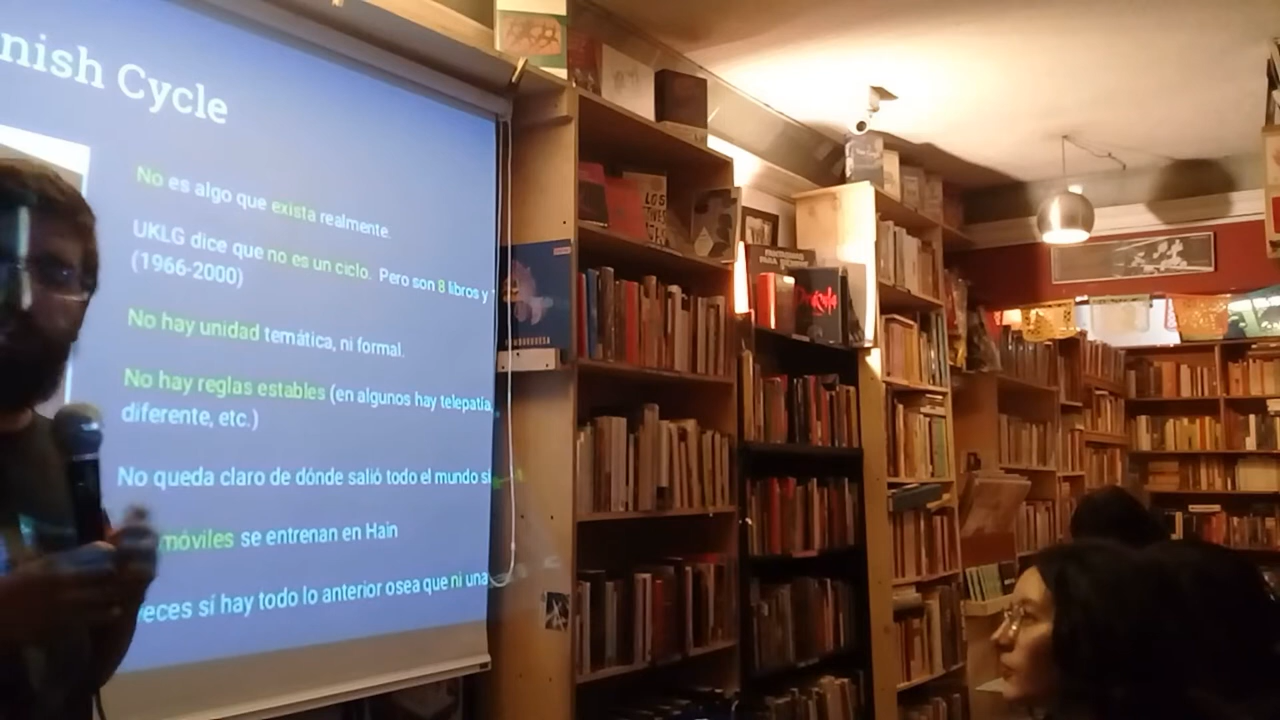 nish Cycle
No es algo que exista realmente.
UKLG dice que no es un ciclo. Pero son 8 libros y
(1966-2000)
No hay unidad temática, ni formal.
No hay reglas estables (en algunos hay telepatía,
diferente, etc.)
No queda claro de dónde salió todo el mundo si
móviles se entrenan en Hain
eces sí hay todo lo anterior osea que ni una
LOS
Drácula